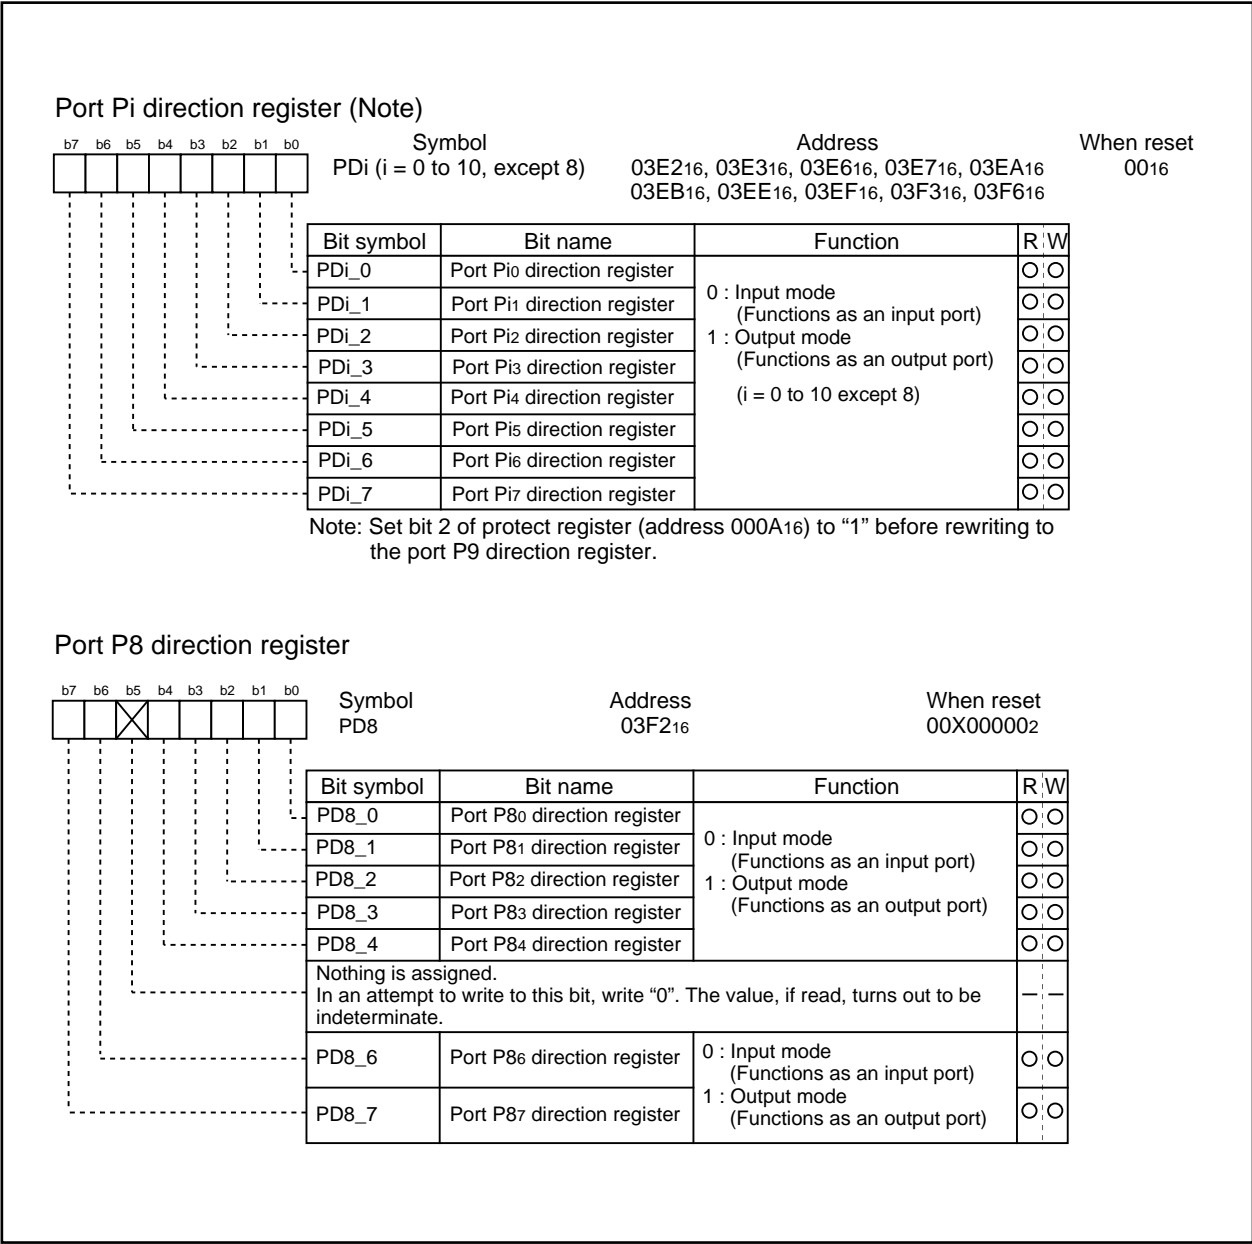 Port Pi direction register (Note)
b7 b6 b5 b4 b3 b2 b1 b0
Symbol Address When reset
PDi (i = 0 to 10, except 8) 03E216, 03E316, 03E616, 03E716, 03EA16 0016
03EB16, 03EE16, 03EF16, 03F316, 03F616
Bit symbol Bit name Function R W
PDi_0 Port Pi0 direction register
PDi_1 Port Pi1 direction register
PDi_2 Port Pi2 direction register
PDi_3 Port Pi3 direction register
PDi_4 Port Pi4 direction register
PDi_5 Port Pi5 direction register
PDi_6 Port Pi6 direction register
PDi_7 Port Pi7 direction register
0 : Input mode
(Functions as an input port)
1 : Output mode
(Functions as an output port)
(i = 0 to 10 except 8)
Note: Set bit 2 of protect register (address 000A16) to “1” before rewriting to
the port P9 direction register.
Port P8 direction register
b7 b6 b5 b4 b3 b2 b1 b0
Symbol Address When reset
PD8 03F216 00X000002
Bit symbol Bit name Function R W
PD8_0 Port P80 direction register
PD8_1 Port P81 direction register
PD8_2 Port P82 direction register
PD8_3 Port P83 direction register
PD8_4 Port P84 direction register
0 : Input mode
(Functions as an input port)
1 : Output mode
(Functions as an output port)
Nothing is assigned.
In an attempt to write to this bit, write “0”. The value, if read, turns out to be
indeterminate.
PD8_6 Port P86 direction register
PD8_7 Port P87 direction register
0 : Input mode
(Functions as an input port)
1 : Output mode
(Functions as an output port)